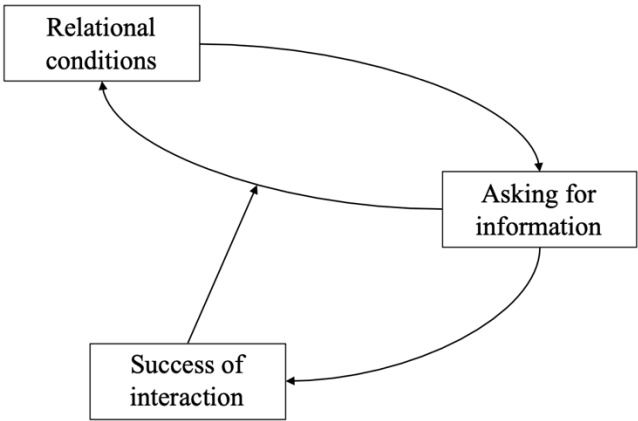 Relational
conditions
Asking for
information
Success of
interaction